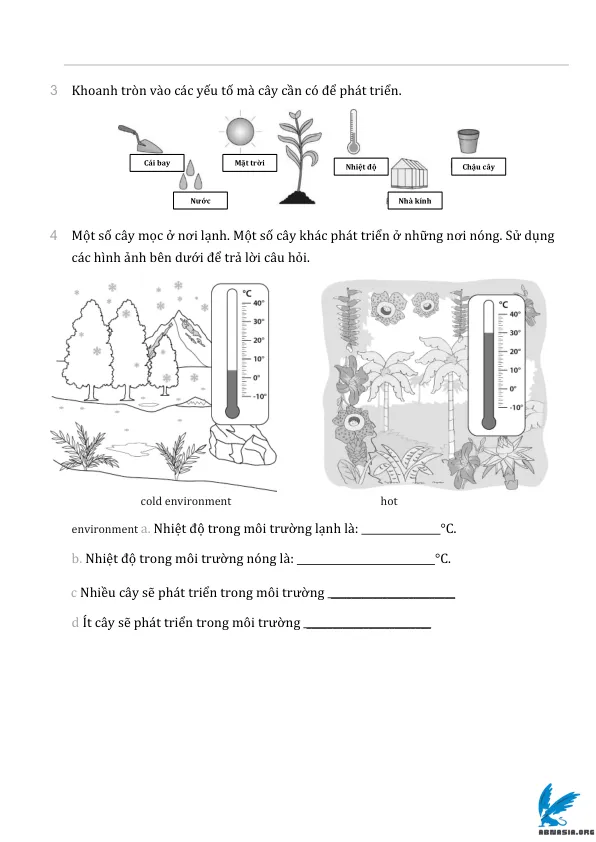 3 Khoanh tròn vào các yếu tố mà cây cần có để phát triển.
Cái bay
Mặt trời
Nhiệt độ
Chậu cây
Nước
Nhà kính
4 Một số cây mọc ở nơi lạnh. Một số cây khác phát triển ở những nơi nóng. Sử dụng
các hình ảnh bên dưới để trả lời câu hỏi.
°C
40°
30°
20°
10°
0°
-10°
°C
40°
30°
20°
10°
0°
-10°
cold environment hot
environment a. Nhiệt độ trong môi trường lạnh là: _______________°C.
b. Nhiệt độ trong môi trường nóng là: __________________________°C.
c Nhiều cây sẽ phát triển trong môi trường ________________________
d Ít cây sẽ phát triển trong môi trường ________________________
ABNASIA.ORG